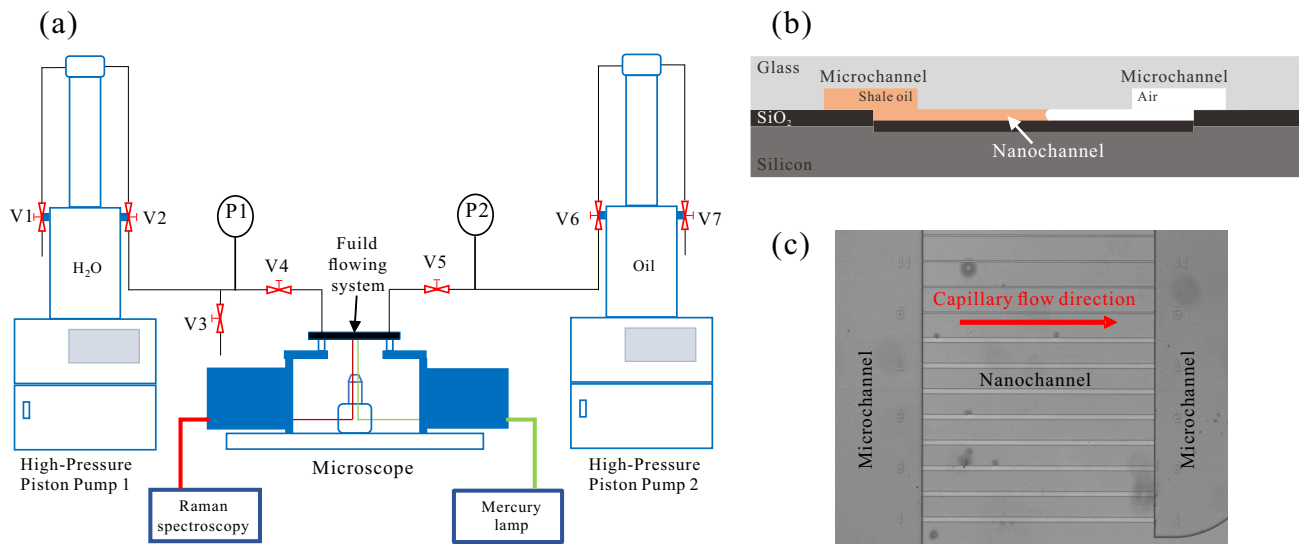 (a)
V1
V2
H₂O
P1
V4
V3
Fuild
flowing
system
V5
P2
V6
V7
Oil
High-Pressure
Piston Pump 1
Microscope
High-Pressure
Piston Pump 2
Raman
spectroscopy
Mercury
lamp
(b)
Glass
Microchannel
Microchannel
Shale oil
Air
SiO₂
Nanochannel
Silicon
(c)
Capillary flow direction
Microchannel
Nanochannel
Microchannel